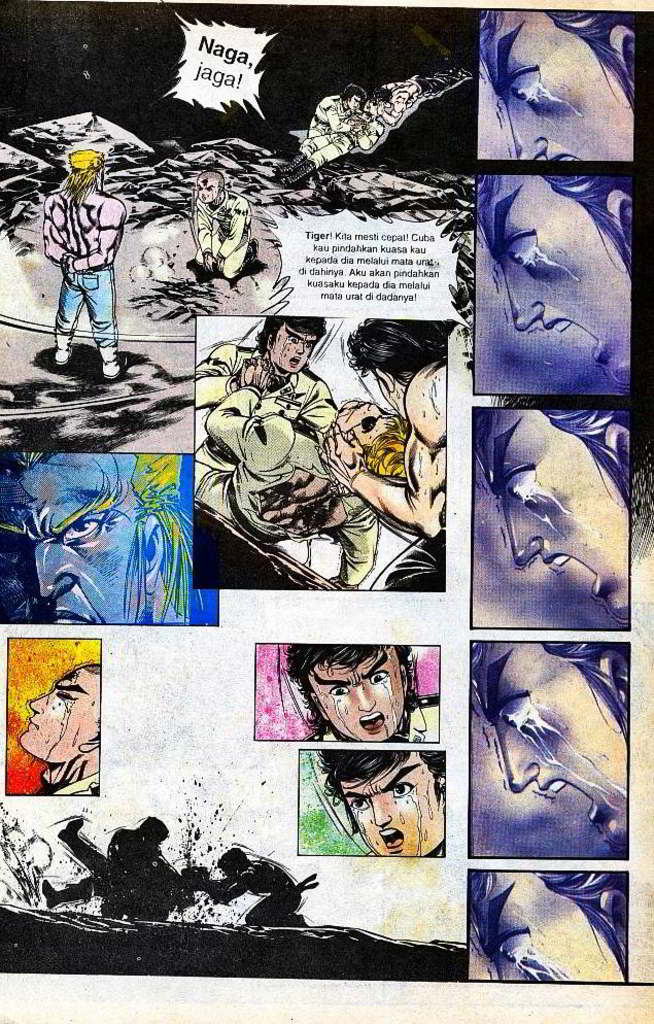 Naga,
jaga!
Tiger! Kita mesti cepat! Cuba
kau pindahkan kuasa kau
kepada dia melalui mata urat
di dahinya. Aku akan pindahkan
kuasaku kepada dia melalui
mata urat di dadanya!